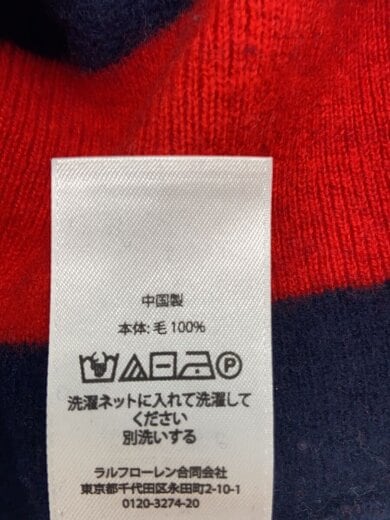 中国製
本体: 毛 100%
洗濯ネットに入れて洗濯して
ください
別洗いする
ラルフローレン合同会社
東京都千代田区永田町2-10-1
0120-3274-20